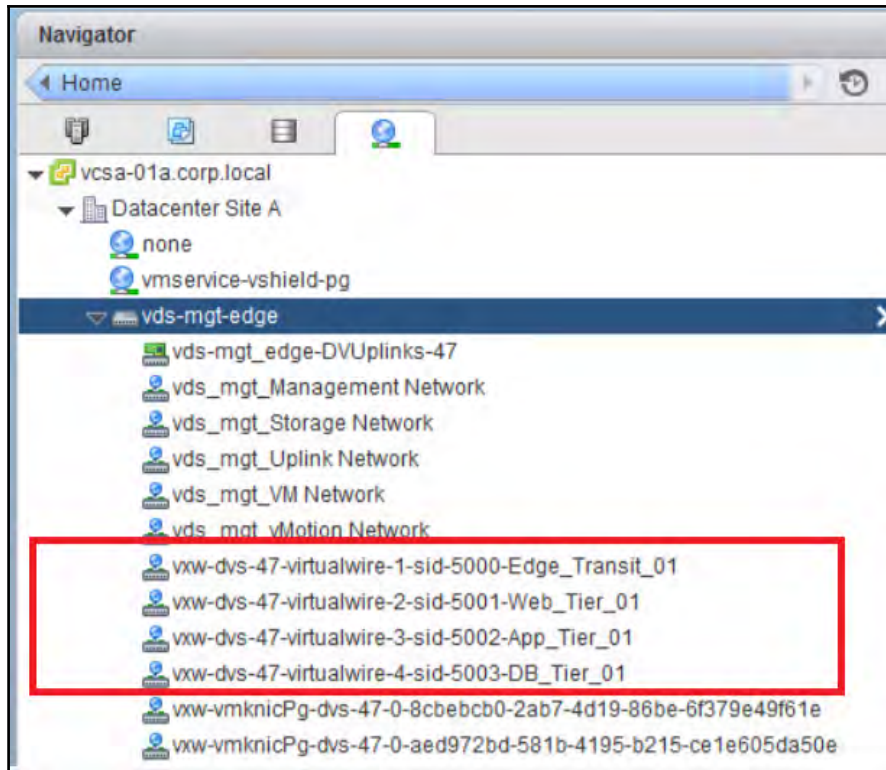 Navigator
Home
vcsa-01a.corp.local
Datacenter Site A
none
vmservice-vshield-pg
vds-mgt-edge
vds-mgt_edge-DVUplinks-47
vds_mgt_Management Network
vds_mgt_Storage Network
vds_mgt_Uplink Network
vds_mgt_VM Network
vds_mgt_vMotion Network
vxw-dvs-47-virtualwire-1-sid-5000-Edge_Transit_01
vxw-dvs-47-virtualwire-2-sid-5001-Web_Tier_01
vxw-dvs-47-virtualwire-3-sid-5002-App_Tier_01
vxw-dvs-47-virtualwire-4-sid-5003-DB_Tier_01
vxw-vmknicPg-dvs-47-0-8cbebcb0-2ab7-4d19-86be-6f379e49f61e
vxw-vmknicPg-dvs-47-0-aed972bd-581b-4195-b215-ce1e605da50e